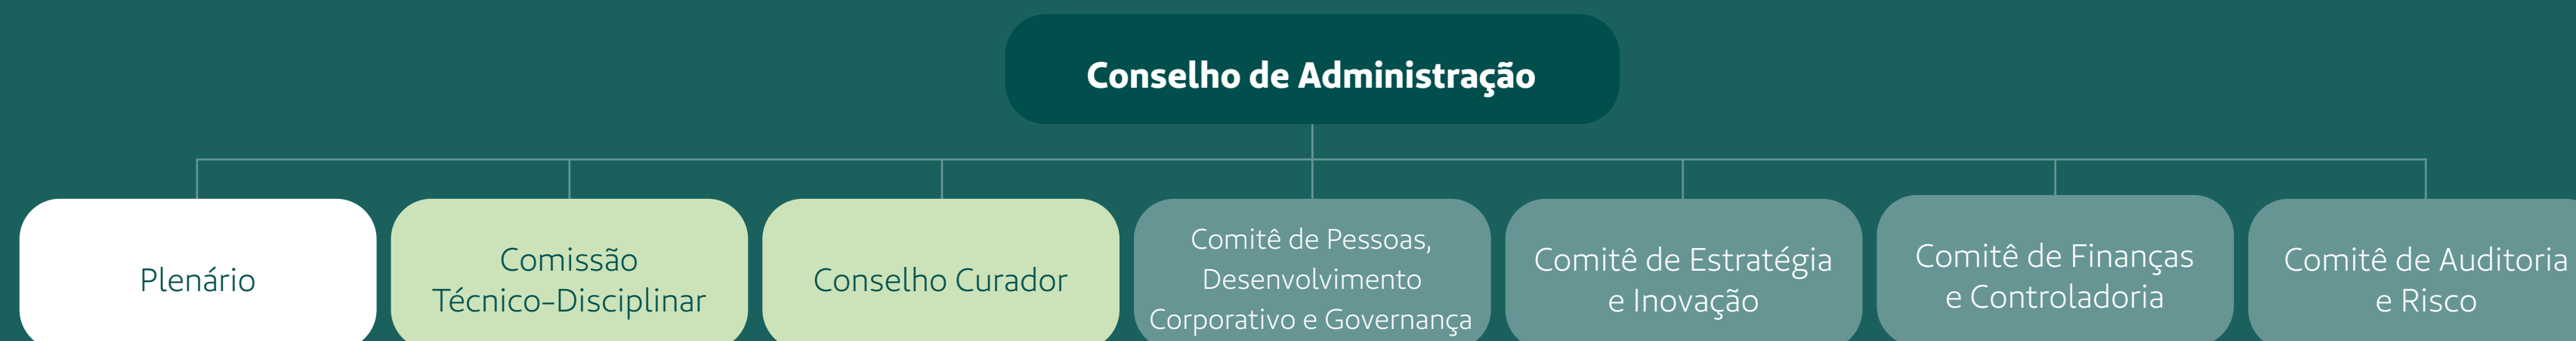 Conselho de Administração
Plenário
Comissão
Técnico-Disciplinar
Conselho Curador
Comitê de Pessoas,
Desenvolvimento
Corporativo e Governança
Comitê de Estratégia
e Inovação
Comitê de Finanças
e Controladoria
Comitê de Auditoria
e Risco